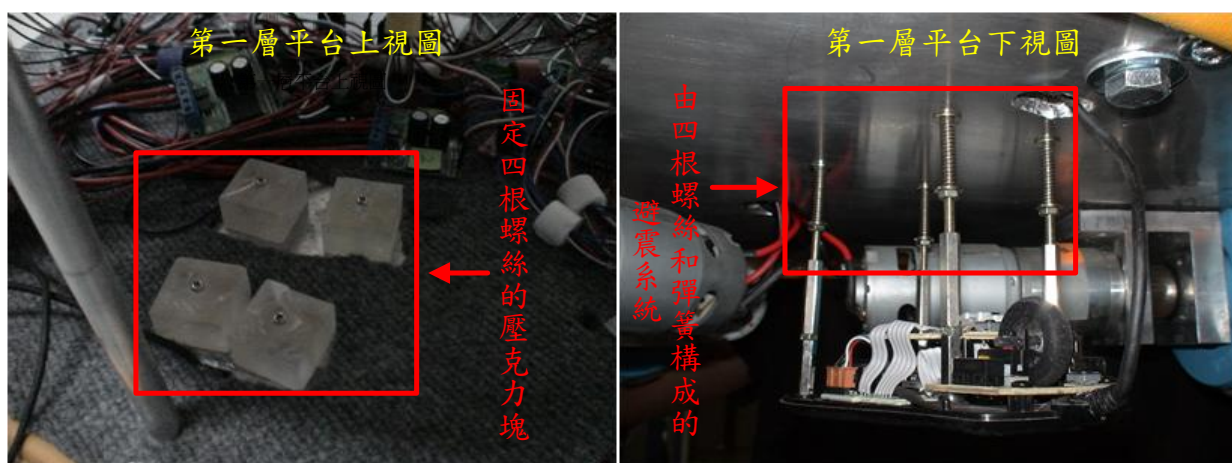 第一層平台上視圖
固定四根螺絲的壓克力塊
第一層平台下視圖
由四根螺絲和彈簧構成的
避震系統